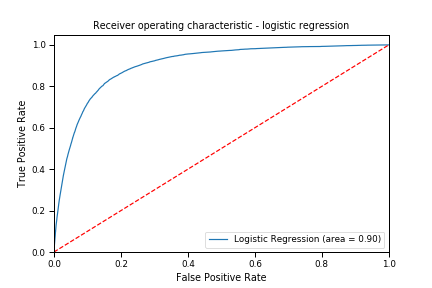 Receiver operating characteristic - logistic regression
True Positive Rate
1.0
0.8
0.6
0.4
0.2
0.0
Logistic Regression (area = 0.90)
0.0 0.2 0.4 0.6 0.8 1.0
False Positive Rate